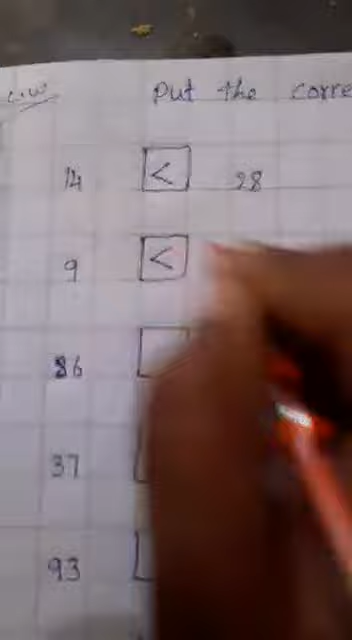 C.W
Put the corre
14 < 28
9 <
86
37
93